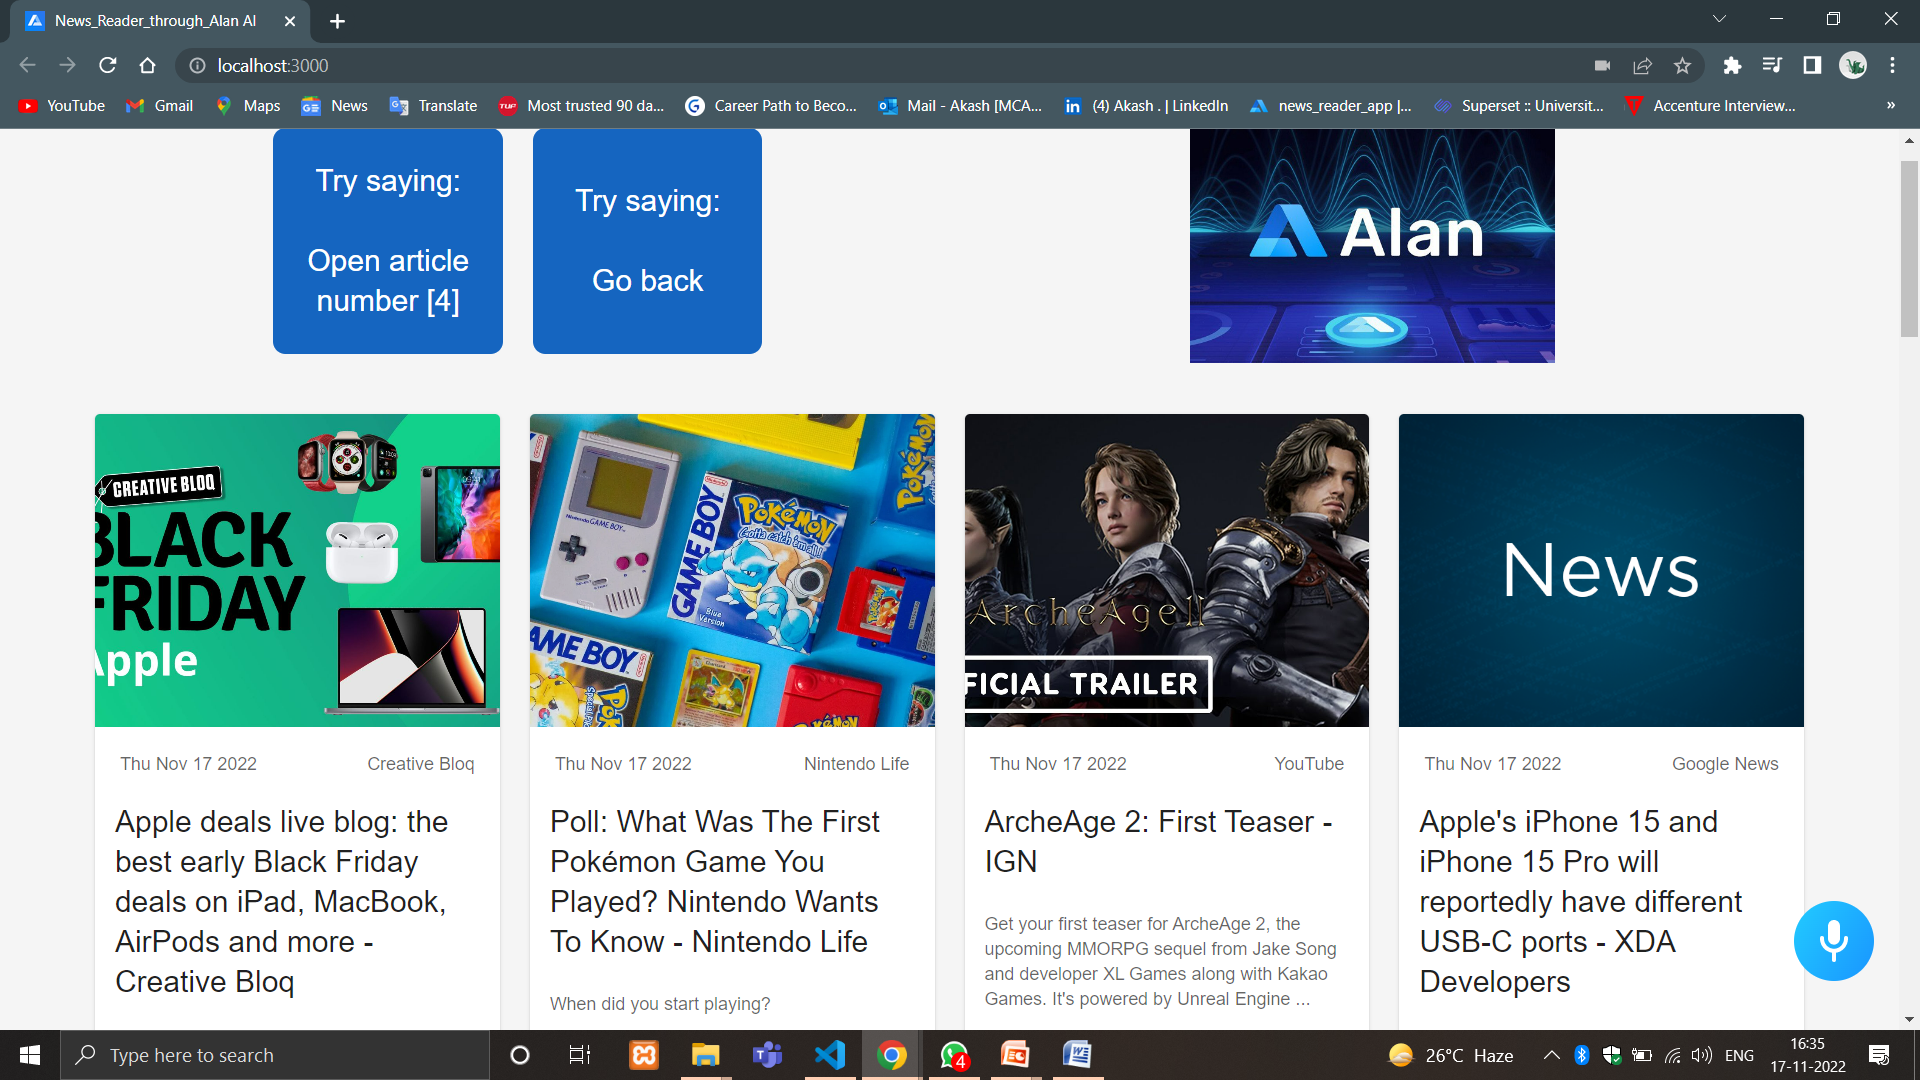 News_Reader_through_Alan AI
localhost:3000
YouTube
Gmail
Maps
News
Translate
Most trusted 90 da...
Career Path to Beco...
Mail - Akash [MCA...
(4) Akash . | LinkedIn
news_reader_app |...
Superset :: Universit...
Accenture Interview...
Try saying:
Open article
number [4]
Try saying:
Go back
Alan
CREATIVE BLOQ
BLACK
FRIDAY
Apple
GAME BOY
Pokémon
Gotta catch 'em all!
Nintendo GAME BOY
Blue
Version
GAME BOY
Pokémon
ArcheAge II
FICIAL TRAILER
News
Thu Nov 17 2022
Creative Bloq
Apple deals live blog: the
best early Black Friday
deals on iPad, MacBook,
AirPods and more -
Creative Bloq
Thu Nov 17 2022
Nintendo Life
Poll: What Was The First
Pokémon Game You
Played? Nintendo Wants
To Know - Nintendo Life
When did you start playing?
Thu Nov 17 2022
YouTube
ArcheAge 2: First Teaser -
IGN
Get your first teaser for ArcheAge 2, the
upcoming MMORPG sequel from Jake Song
and developer XL Games along with Kakao
Games. It's powered by Unreal Engine ...
Thu Nov 17 2022
Google News
Apple's iPhone 15 and
iPhone 15 Pro will
reportedly have different
USB-C ports - XDA
Developers
Type here to search
4
26°C Haze
ENG
16:35
17-11-2022